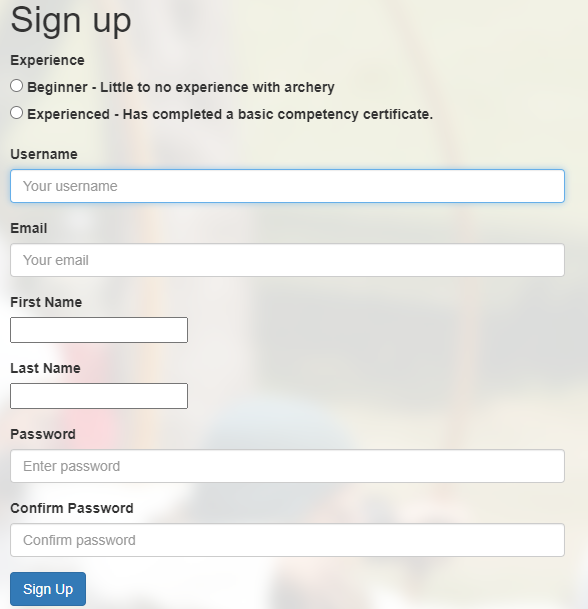 Sign up
Experience
Beginner - Little to no experience with archery
Experienced - Has completed a basic competency certificate.
Username
Your username
Email
Your email
First Name
Last Name
Password
Enter password
Confirm Password
Confirm password
Sign Up